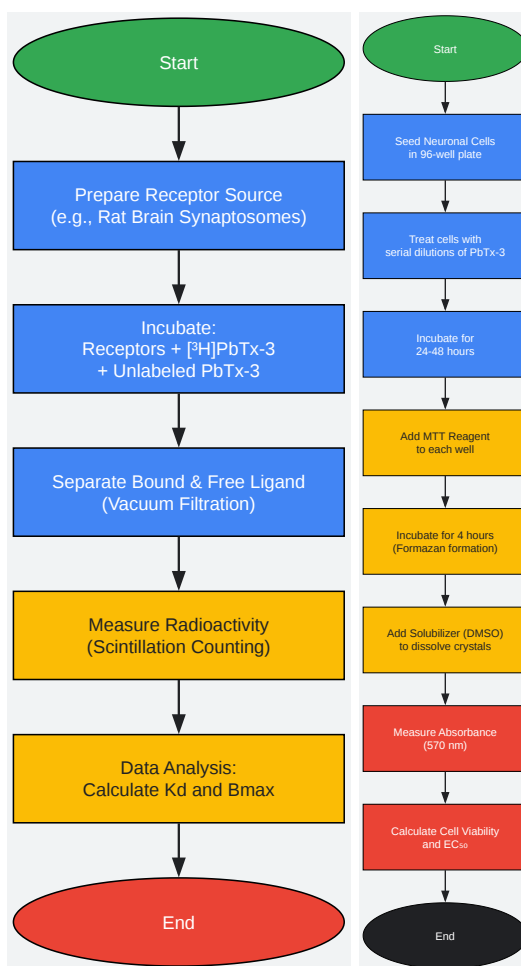 Start
Prepare Receptor Source
(e.g., Rat Brain Synaptosomes)
Incubate:
Receptors + [³H]PbTx-3
+ Unlabeled PbTx-3
Separate Bound & Free Ligand
(Vacuum Filtration)
Measure Radioactivity
(Scintillation Counting)
Data Analysis:
Calculate Kd and Bmax
End
Start
Seed Neuronal Cells
in 96-well plate
Treat cells with
serial dilutions of PbTx-3
Incubate for
24-48 hours
Add MTT Reagent
to each well
Incubate for 4 hours
(Formazan formation)
Add Solubilizer (DMSO)
to dissolve crystals
Measure Absorbance
(570 nm)
Calculate Cell Viability
and EC₅₀
End